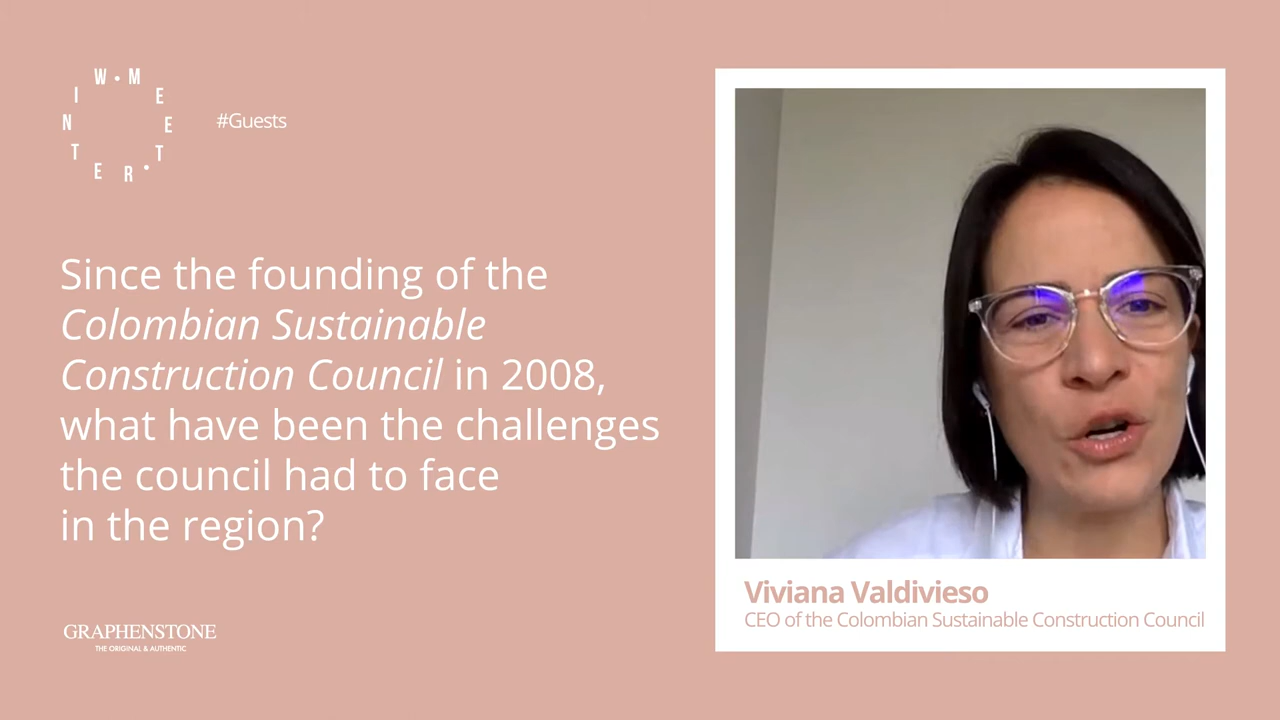 WINTER · MEET ·
#Guests
Since the founding of the
Colombian Sustainable
Construction Council in 2008,
what have been the challenges
the council had to face
in the region?
GRAPHENSTONE
THE ORIGINAL & AUTHENTIC
Viviana Valdivieso
CEO of the Colombian Sustainable Construction Council